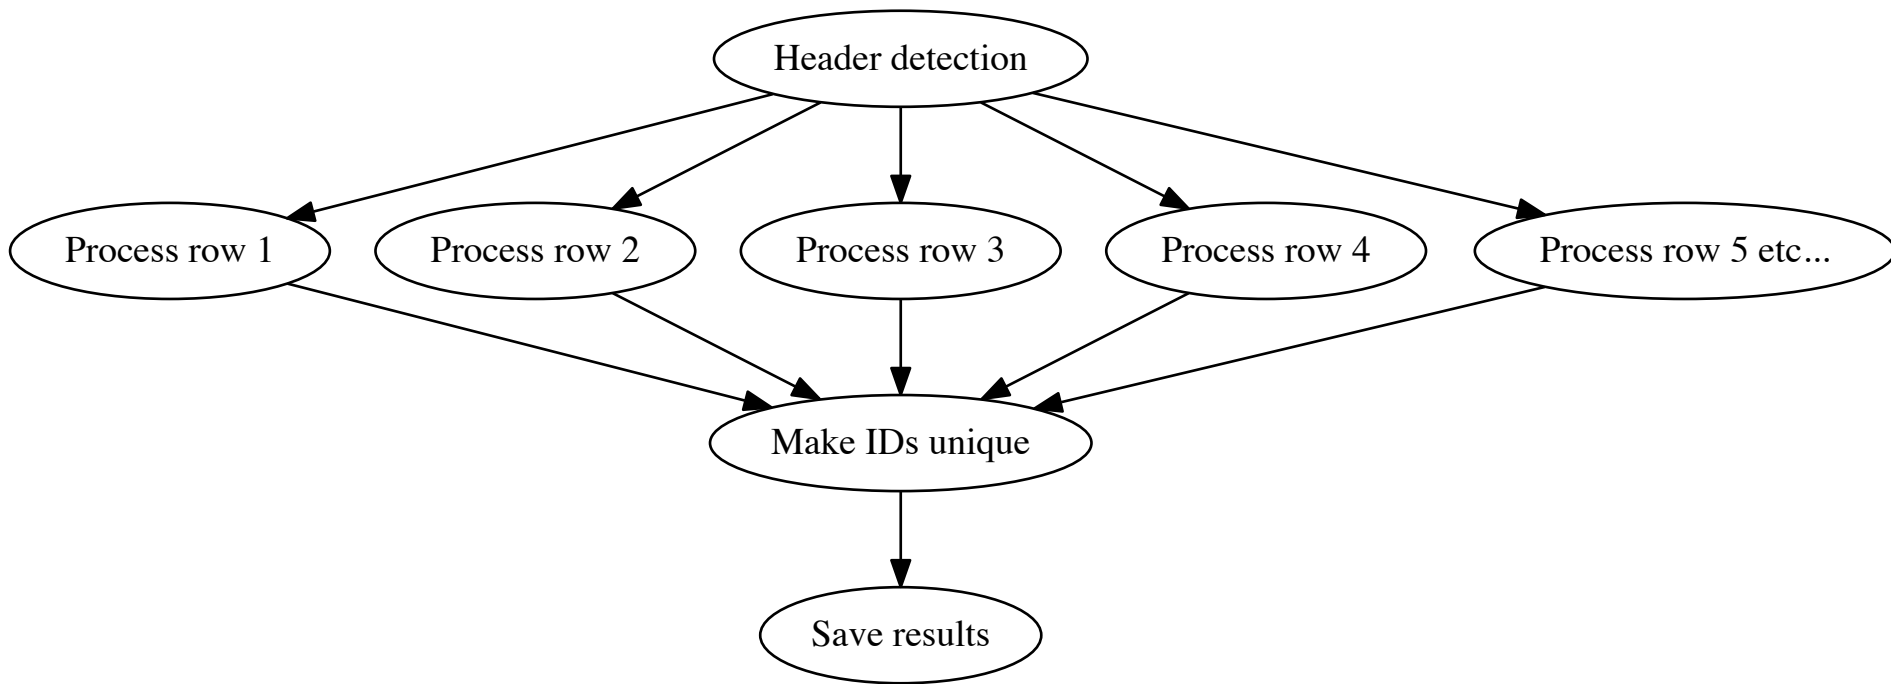 Header detection
Process row 1
Process row 2
Process row 3
Process row 4
Process row 5 etc...
Make IDs unique
Save results